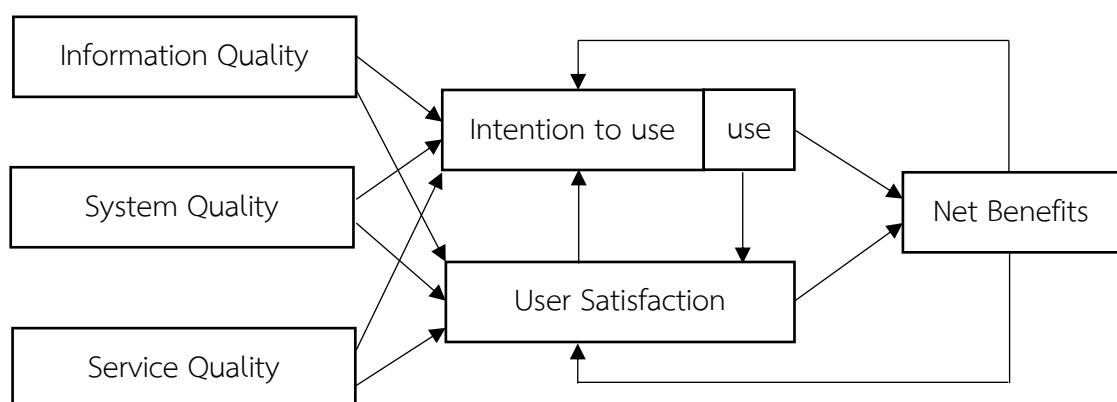 Information Quality
Intention to use
use
System Quality
Net Benefits
User Satisfaction
Service Quality